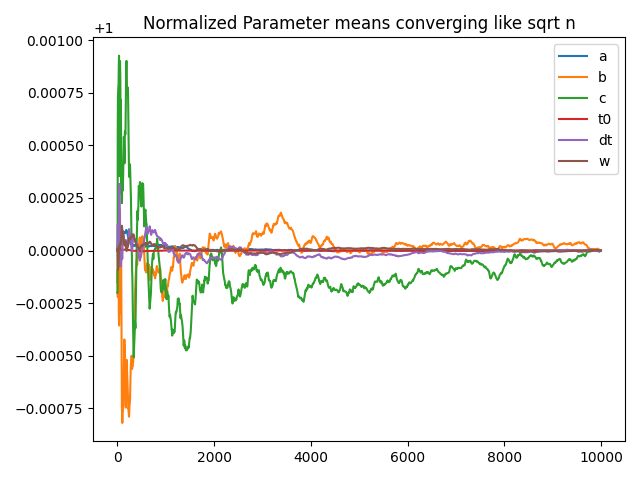 Normalized Parameter means converging like sqrt n
+1
0.00100
0.00075
0.00050
0.00025
0.00000
−0.00025
−0.00050
−0.00075
0
2000
4000
6000
8000
10000
a
b
c
t0
dt
w